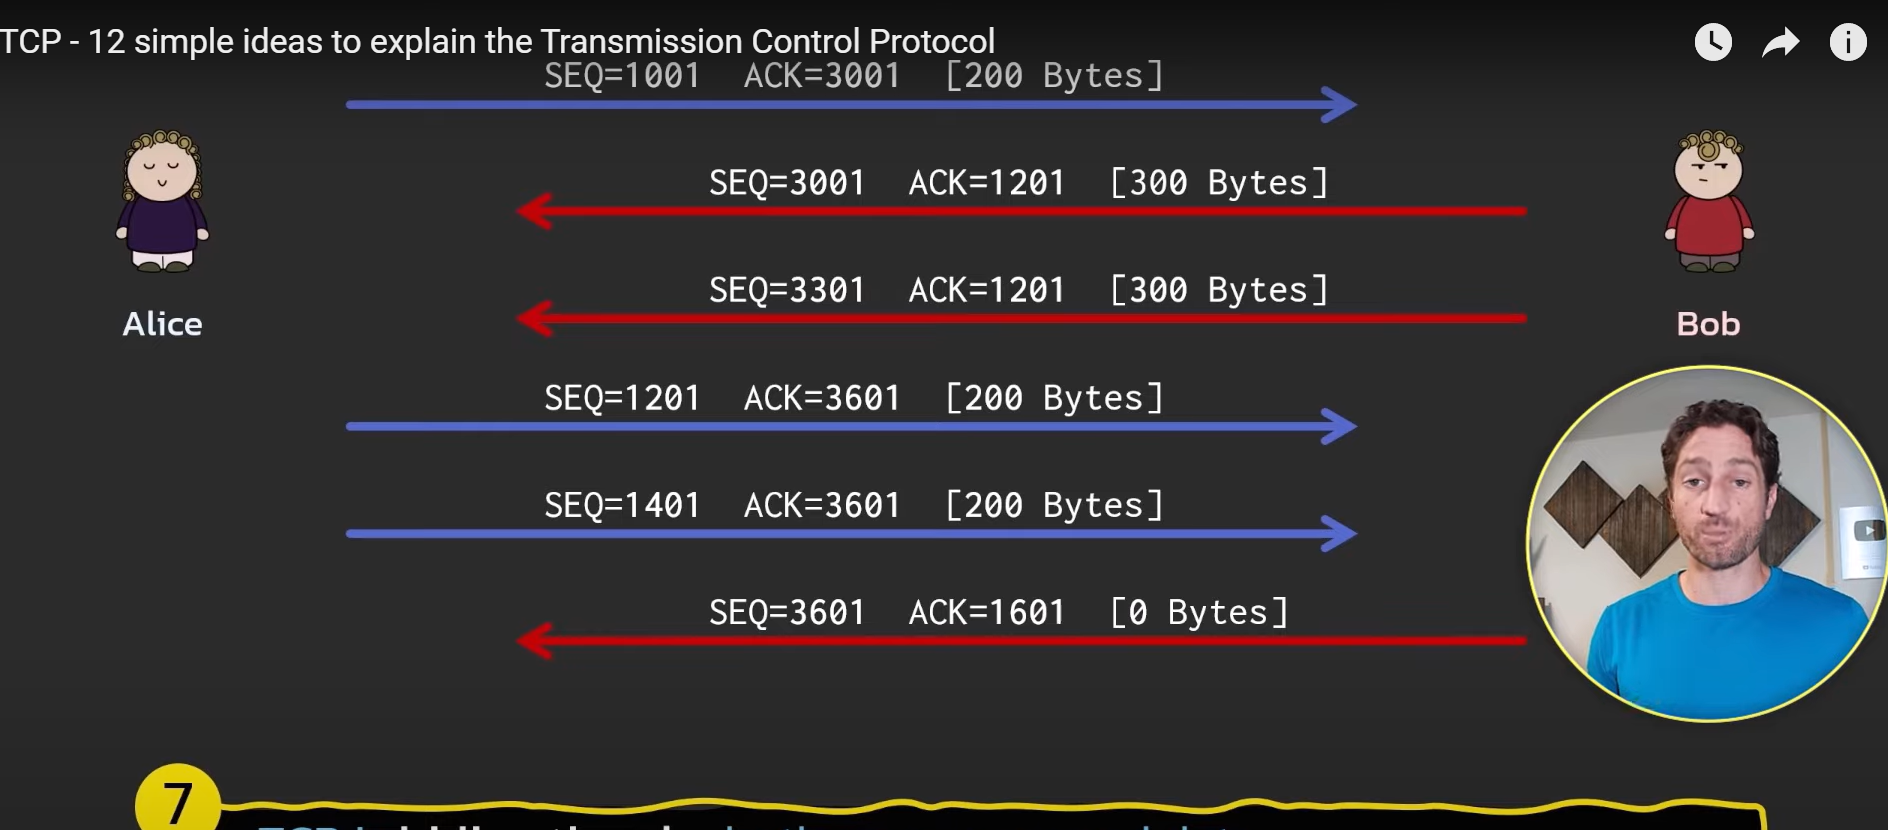 TCP - 12 simple ideas to explain the Transmission Control Protocol
SEQ=1001 ACK=3001 [200 Bytes]
SEQ=3001 ACK=1201 [300 Bytes]
SEQ=3301 ACK=1201 [300 Bytes]
Alice
Bob
SEQ=1201 ACK=3601 [200 Bytes]
SEQ=1401 ACK=3601 [200 Bytes]
SEQ=3601 ACK=1601 [0 Bytes]
7